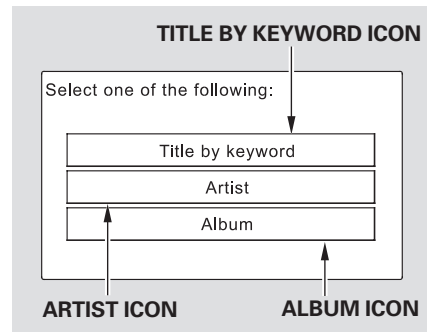 TITLE BY KEYWORD ICON
Select one of the following:
Title by keyword
Artist
Album
ARTIST ICON
ALBUM ICON